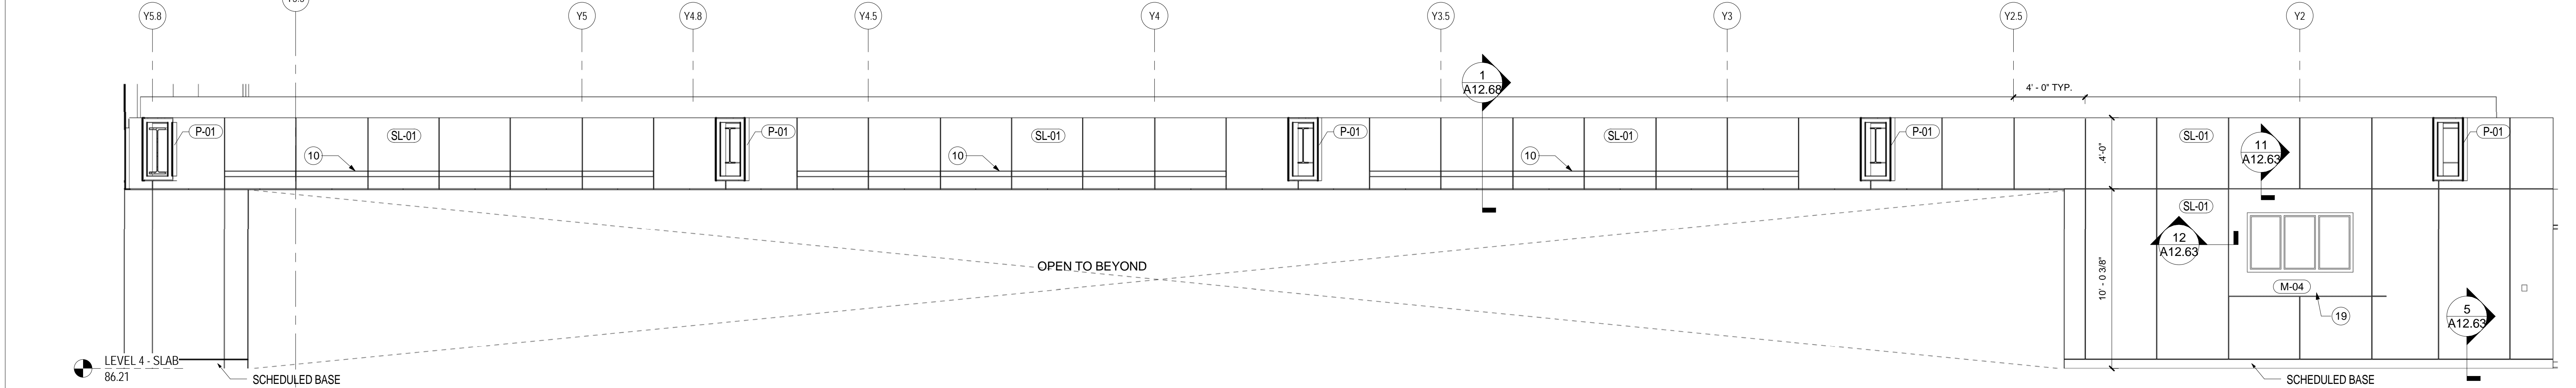 Y5.8
Y5
Y4.8
Y4.5
Y4
Y3.5
Y3
Y2.5
Y2
1
A12.68
4' - 0" TYP.
P-01
SL-01
P-01
SL-01
P-01
SL-01
P-01
SL-01
P-01
10
10
10
4'-0"
11
A12.63
SL-01
12
A12.63
OPEN TO BEYOND
10' - 0 3/8"
M-04
19
5
A12.63
LEVEL 4 - SLAB
86.21
SCHEDULED BASE
SCHEDULED BASE